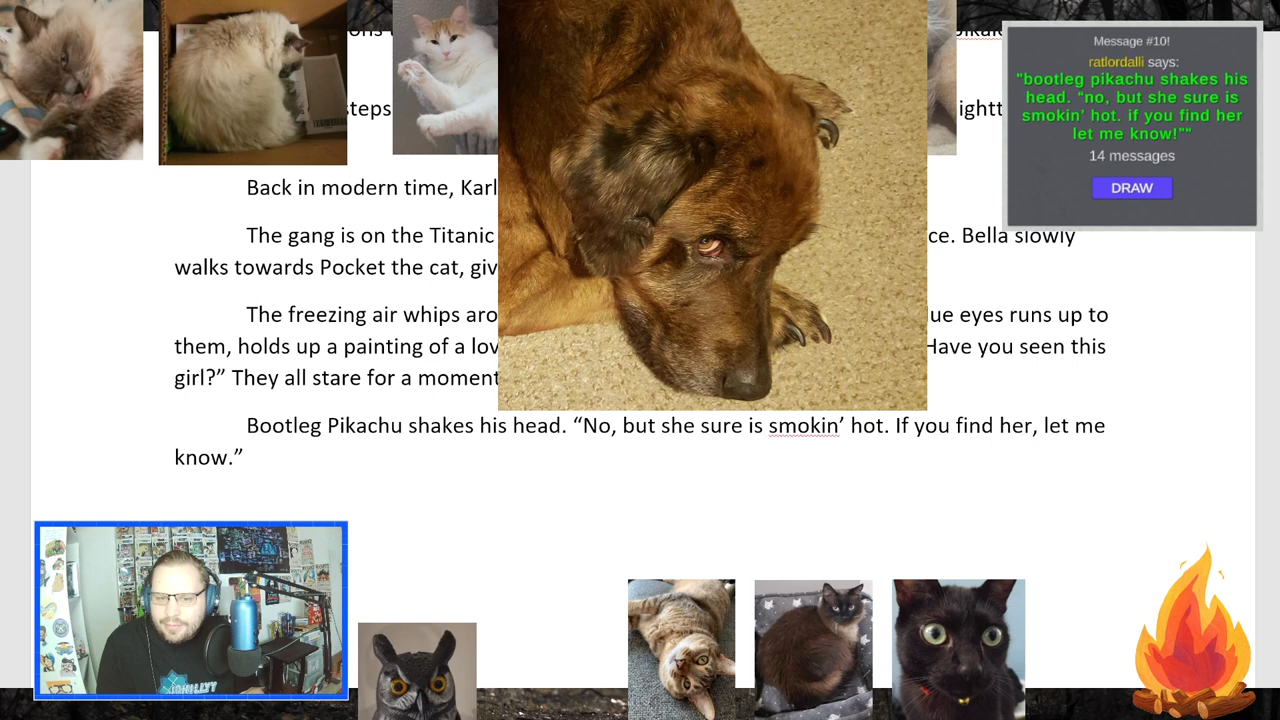 steps
Back in modern time, Karl
The gang is on the Titanic
ce. Bella slowly
walks towards Pocket the cat, giv
The freezing air whips aro
ue eyes runs up to
them, holds up a painting of a lov
Have you seen this
girl?” They all stare for a moment
Bootleg Pikachu shakes his head. “No, but she sure is smokin’ hot. If you find her, let me
know.”
Message #10!
ratlordalli says:
"bootleg pikachu shakes his
head. "no, but she sure is
smokin' hot. if you find her
let me know!""
14 messages
DRAW